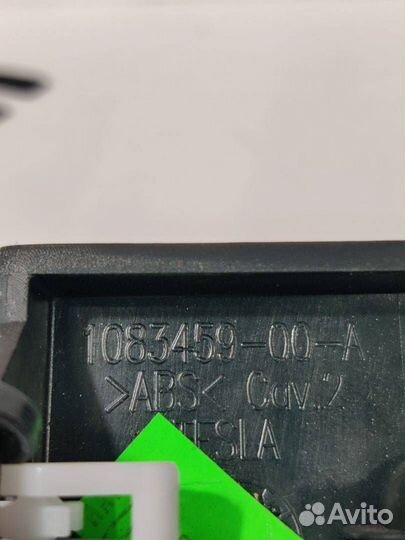 1083459-00-A
>ABS< Cav.2
TESLA
Avito